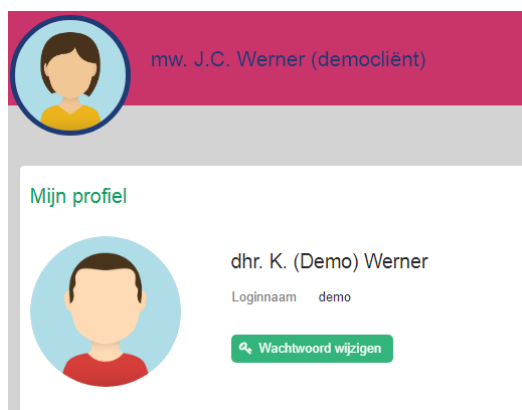 mw. J.C. Werner (democliënt)
Mijn profiel
dhr. K. (Demo) Werner
Loginnaam demo
Wachtwoord wijzigen